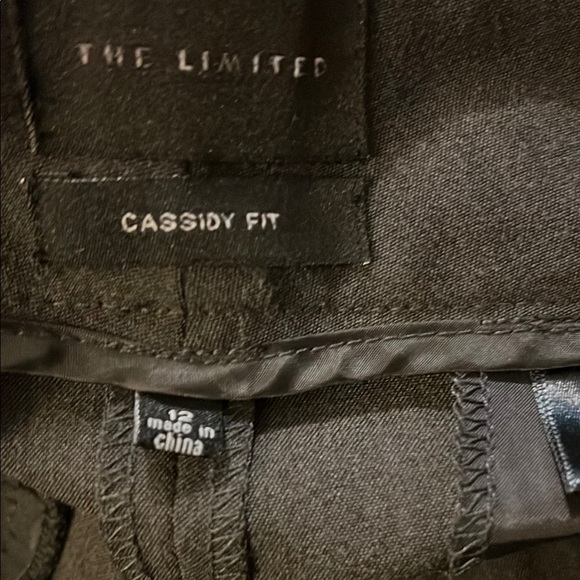 THE LIMITED
CASSIDY FIT
12
made in
china